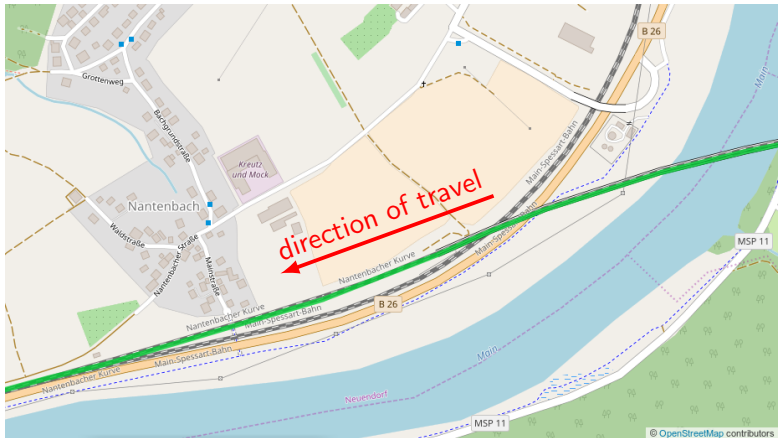 B 26
Grottenweg
Bachgrundstraße
Main
Kreutz
und Mock
Main-Spessart-Bahn
Nantenbach
direction of travel
Waldstraße
Nantenbacher Straße
Mainstraße
Main-Spessart-Bahn
MSP 11
Nantenbacher Kurve
B 26
Nantenbacher Kurve
Main-Spessart-Bahn
Main-Spessart-Bahn
Main
Nantenbacher Kurve
Neuendorf
MSP 11
© OpenStreetMap contributors